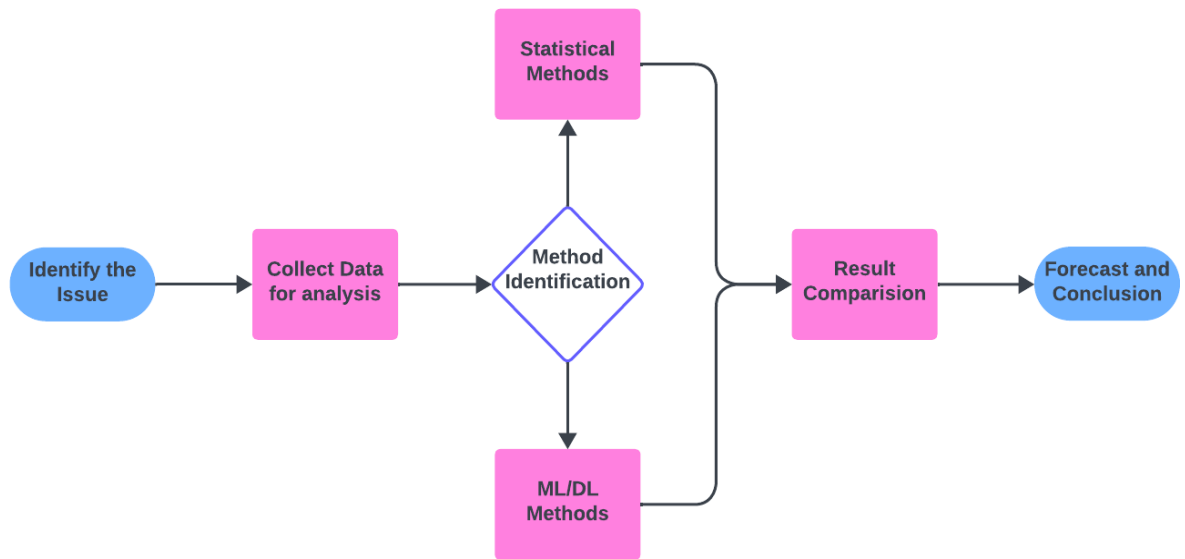 Statistical
Methods
Identify the
Issue
Collect Data
for analysis
Method
Identification
Result
Comparision
Forecast and
Conclusion
ML/DL
Methods